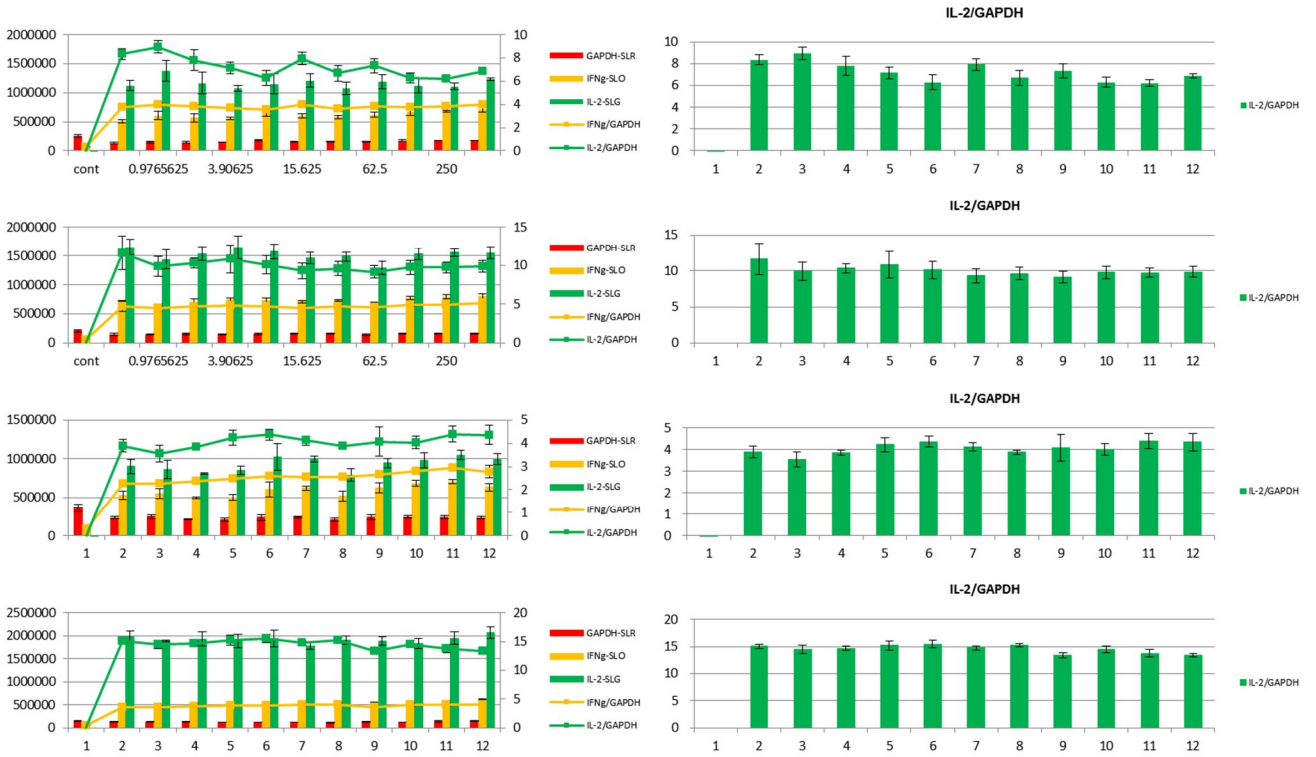 IL-2/GAPDH
2000000 1500000 1000000 500000 0
10 8 6 4 2 0
cont 0.9765625 3.90625 15.625 62.5 250
GAPDH-SLR
IFNg-SLO
IL-2-SLG
IFNg/GAPDH
IL-2/GAPDH
10 8 6 4 2 0
1 2 3 4 5 6 7 8 9 10 11 12
IL-2/GAPDH
IL-2/GAPDH
2000000 1500000 1000000 500000 0
15 10 5 0
cont 0.9765625 3.90625 15.625 62.5 250
GAPDH-SLR
IFNg-SLO
IL-2-SLG
IFNg/GAPDH
IL-2/GAPDH
15 10 5 0
1 2 3 4 5 6 7 8 9 10 11 12
IL-2/GAPDH
IL-2/GAPDH
1500000 1000000 500000 0
5 4 3 2 1 0
1 2 3 4 5 6 7 8 9 10 11 12
GAPDH-SLR
IFNg-SLO
IL-2-SLG
IFNg/GAPDH
IL-2/GAPDH
5 4 3 2 1 0
1 2 3 4 5 6 7 8 9 10 11 12
IL-2/GAPDH
IL-2/GAPDH
2500000 2000000 1500000 1000000 500000 0
20 15 10 5 0
1 2 3 4 5 6 7 8 9 10 11 12
GAPDH-SLR
IFNg-SLO
IL-2-SLG
IFNg/GAPDH
IL-2/GAPDH
20 15 10 5 0
1 2 3 4 5 6 7 8 9 10 11 12
IL-2/GAPDH